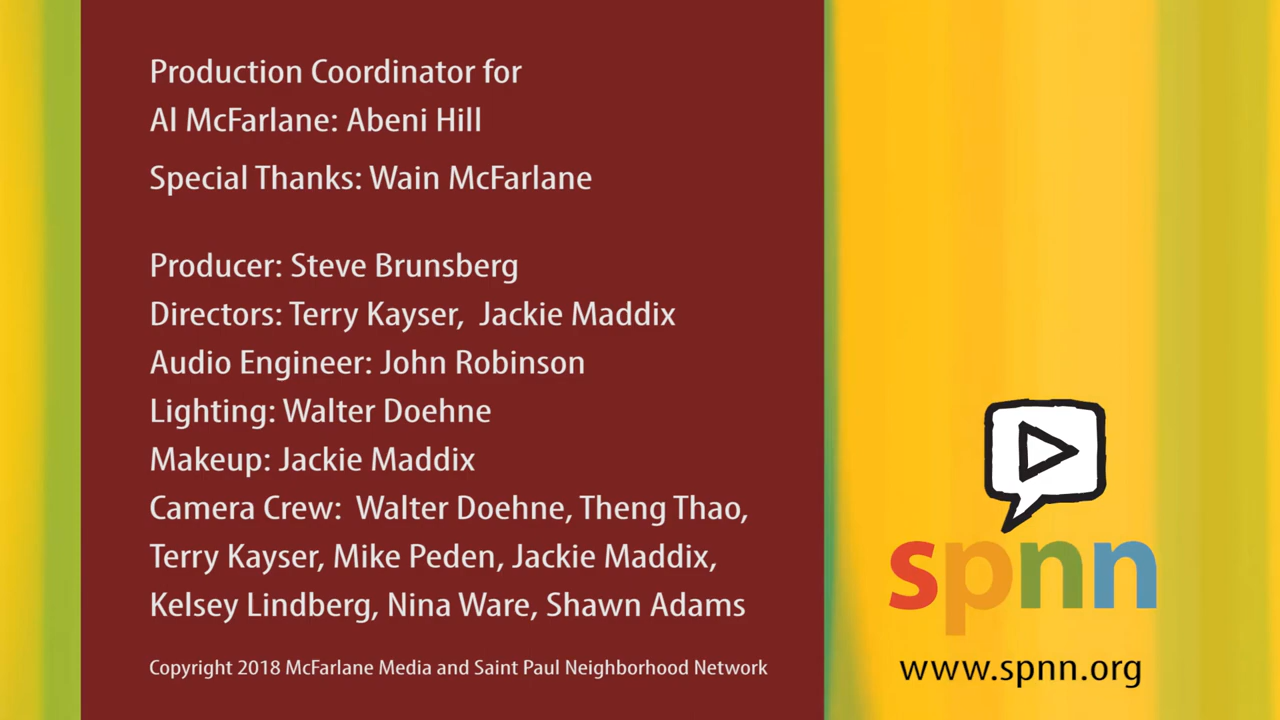 Production Coordinator for
Al McFarlane: Abeni Hill
Special Thanks: Wain McFarlane
Producer: Steve Brunsberg
Directors: Terry Kayser,  Jackie Maddix
Audio Engineer: John Robinson
Lighting: Walter Doehne
Makeup: Jackie Maddix
Camera Crew:  Walter Doehne, Theng Thao,
Terry Kayser, Mike Peden, Jackie Maddix,
Kelsey Lindberg, Nina Ware, Shawn Adams
Copyright 2018 McFarlane Media and Saint Paul Neighborhood Network
spnn
www.spnn.org